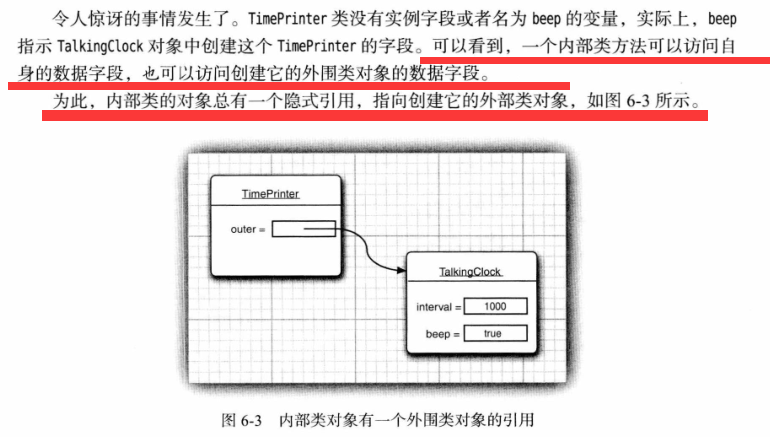 令人惊讶的事情发生了。TimePrinter 类没有实例字段或者名为 beep 的变量，实际上，beep
指示 TalkingClock 对象中创建这个 TimePrinter 的字段。可以看到，一个内部类方法可以访问自
身的数据字段，也可以访问创建它的外围类对象的数据字段。
为此，内部类的对象总有一个隐式引用，指向创建它的外部类对象，如图 6-3 所示。
TimePrinter
outer =
TalkingClock
interval = 1000
beep = true
图 6-3 内部类对象有一个外围类对象的引用